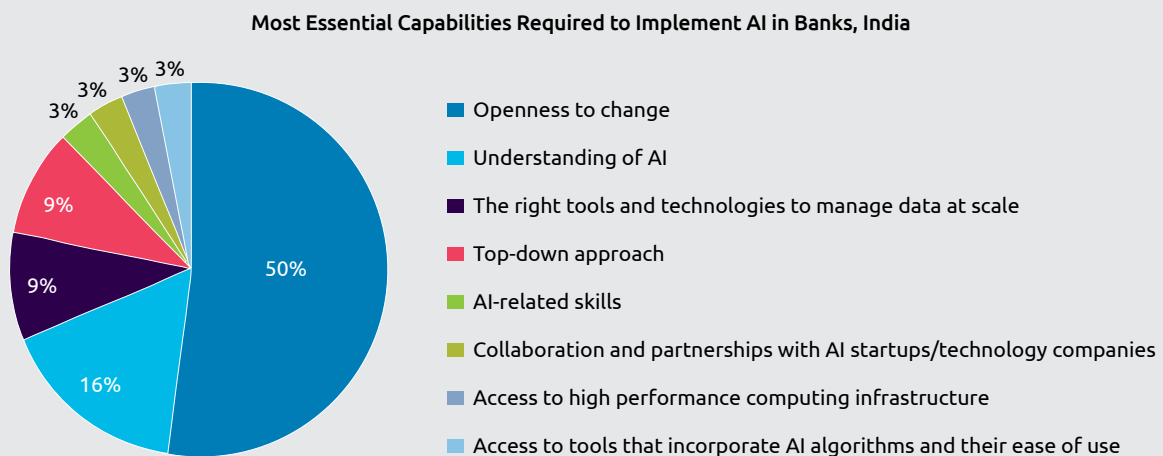 Most Essential Capabilities Required to Implement AI in Banks, India
3%
3%
3%
3%
9%
9%
16%
50%
Openness to change
Understanding of AI
The right tools and technologies to manage data at scale
Top-down approach
AI-related skills
Collaboration and partnerships with AI startups/technology companies
Access to high performance computing infrastructure
Access to tools that incorporate AI algorithms and their ease of use